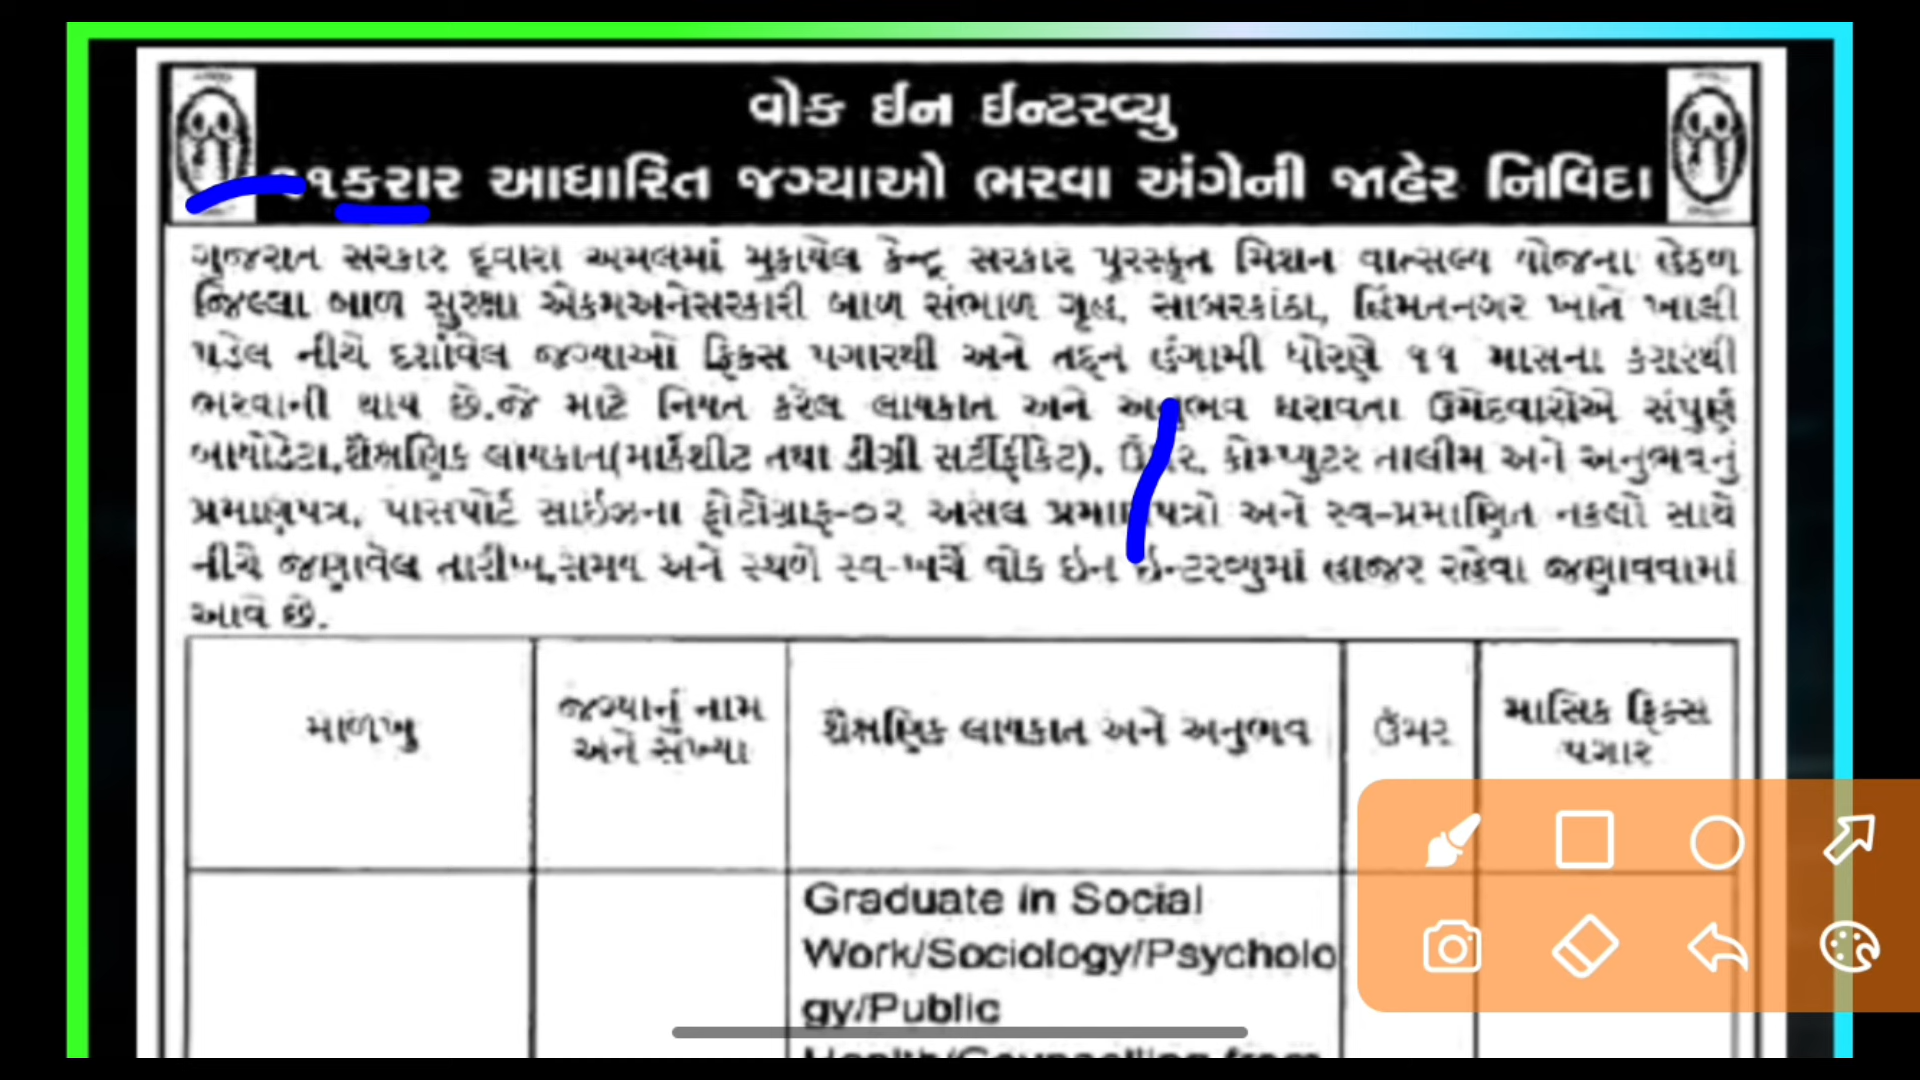 વોક ઈન ઈન્ટરવ્યુ
૧૧કરાર આધારિત જગ્યાઓ ભરવા અંગેની જાહેર નિવિદા
ગુજરાત સરકાર દ્વારા અમલમાં મુકાયેલ કેન્દ્ર સરકાર પુરસ્કૃત મિશન વાત્સલ્ય યોજના હેઠળ
જિલ્લા બાળ સુરક્ષા એકમઅનેસરકારી બાળ સંભાળ ગૃહ, સાબરકાંઠા, હિંમતનગર ખાતે ખાલી
પડેલ નીચે દર્શાવેલ જગ્યાઓ ફિક્સ પગારથી અને તદ્દન હંગામી ધોરણે ૧૧ માસના કરારથી
ભરવાની થાય છે.જે માટે નિયત કરેલ લાયકાત અને અનુભવ ધરાવતા ઉમેદવારોએ સંપુર્ણ
બાયોડેટા,શૈક્ષણિક લાયકાત(માર્કશીટ તથા ડીગ્રી સર્ટીફીકેટ), ઉંમર, કોમ્પ્યુટર તાલીમ અને અનુભવનું
પ્રમાણપત્ર, પાસપોર્ટ સાઇઝના ફોટોગ્રાફ-૦૨ અસલ પ્રમાણપત્રો અને સ્વ-પ્રમાણિત નકલો સાથે
નીચે જણાવેલ તારીખ,સમય અને સ્થળે સ્વ-ખર્ચે વોક ઇન ઇન્ટરવ્યુમાં હાજર રહેવા જણાવવામાં
આવે છે.
માળખુ
જગ્યાનું નામ
અને સંખ્યા
શૈક્ષણિક લાયકાત અને અનુભવ
ઉંમર
માસિક ફિક્સ
પગાર
Graduate in Social
Work/Sociology/Psycholo
gy/Public
Health/Counselling from